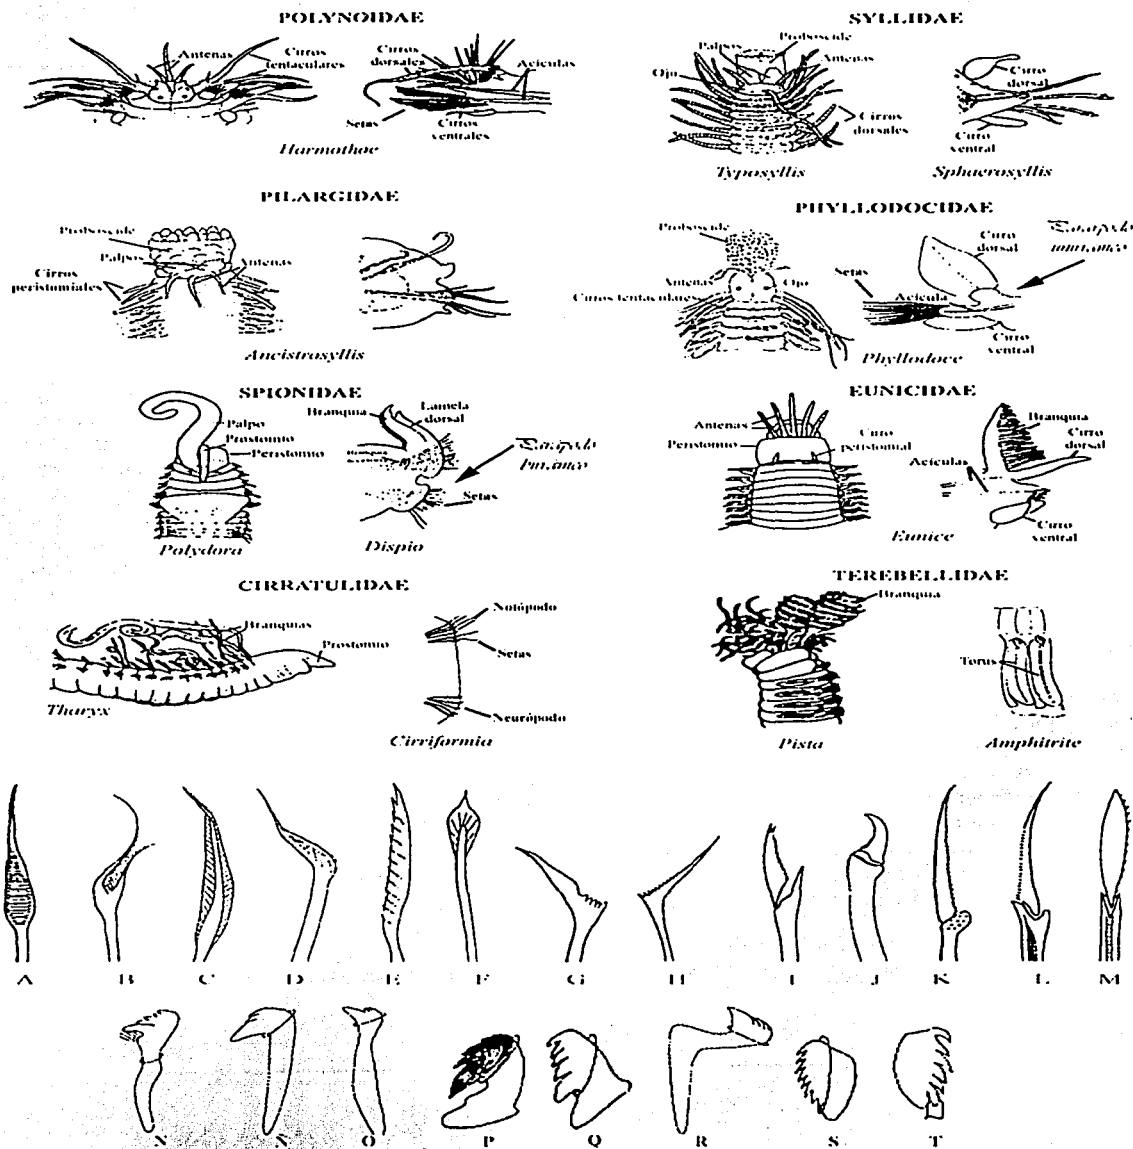 POLYNOIDAE
Antenas
Cirros
tentaculares
Cirros
dorsales
Acículas
Setas
Cirros
ventrales
Harmothoe
SYLLIDAE
Palpos
Proboscide
Antenas
Ojo
Cirros
dorsales
Typosyllis
Cirro
dorsal
Cirro
ventral
Sphaerosyllis
PILARGIDAE
Proboscide
Palpos
Antenas
Cirros
peristomiales
Ancistrosyllis
PHYLLODOCIDAE
Proboscide
Antenas
Ojo
Cirros tentaculares
Cirro
dorsal
Setas
Acícula
Cirro
ventral
Phyllodoce
SPIONIDAE
Palpo
Prostomio
Peristomio
Polydora
Branquia
Lamela
dorsal
Setas
Dispio
EUNICIDAE
Antenas
Peristomio
Cirro
peristomial
Branquia
Cirro
dorsal
Acículas
Cirro
ventral
Eunice
CIRRATULIDAE
Branquias
Prostomio
Tharyx
Notópodo
Setas
Neurópodo
Cirriformia
TEREBELLIDAE
Branquia
Pista
Torus
Amphitrite
A B C D E F G H I J K L M
N Ñ O P Q R S T